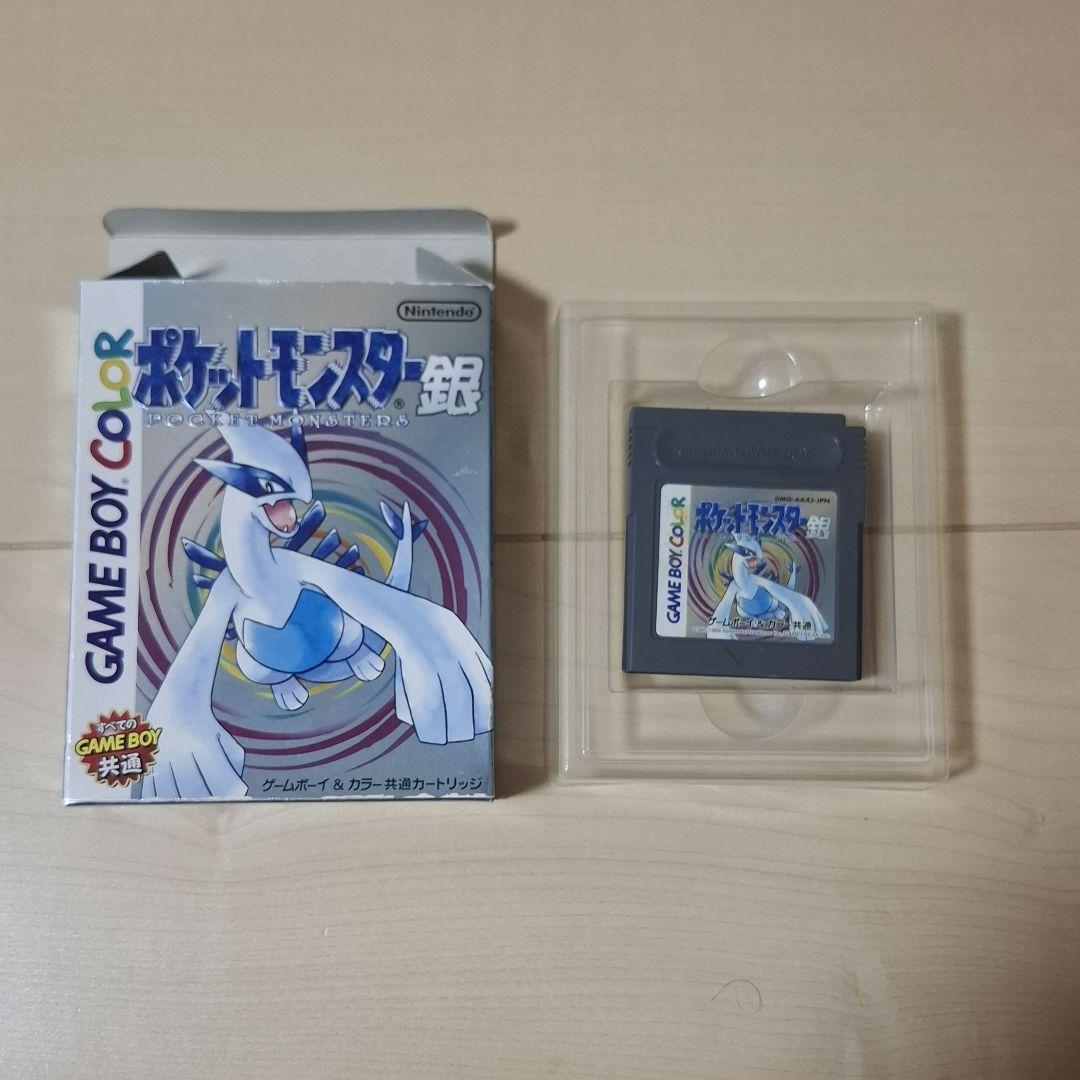 Nintendo
ポケットモンスター®銀
POCKET MONSTERS
GAME BOY® COLOR
すべての
GAME BOY
共通
ゲームボーイ & カラー共通カートリッジ
Nintendo GAME BOY
DMG-AAXJ-JPN
ポケットモンスター銀
GAME BOY COLOR
ゲームボーイ & カラー共通